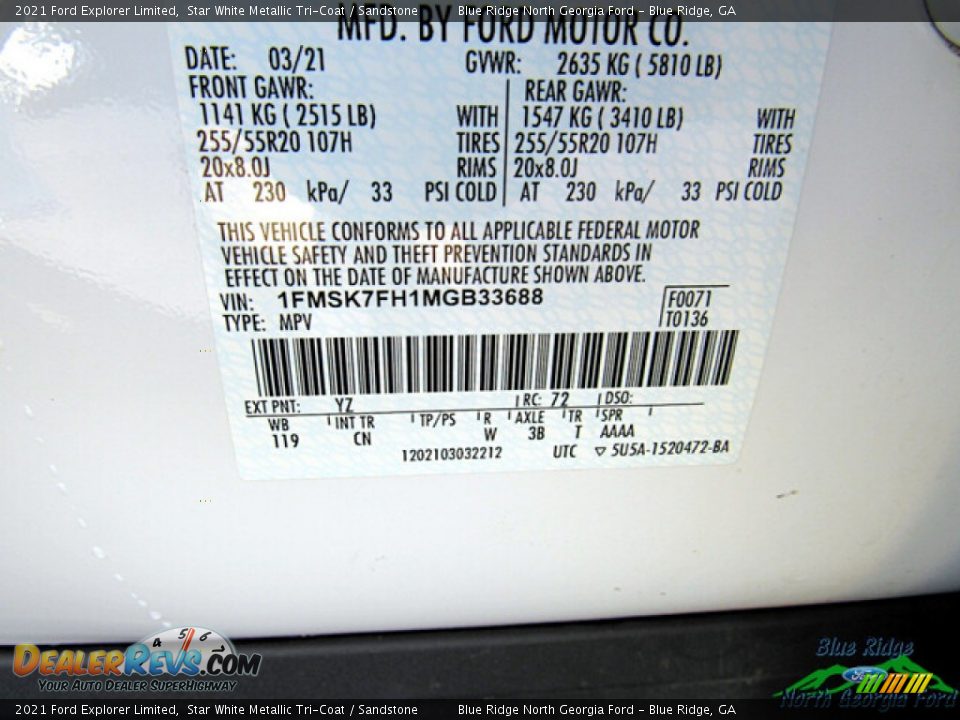 2021 Ford Explorer Limited, Star White Metallic Tri-Coat / Sandstone Blue Ridge North Georgia Ford - Blue Ridge, GA
MFD. BY FORD MOTOR CO.
DATE: 03/21 GVWR: 2635 KG ( 5810 LB)
FRONT GAWR: REAR GAWR:
1141 KG ( 2515 LB) WITH 1547 KG ( 3410 LB) WITH
255/55R20 107H TIRES 255/55R20 107H TIRES
20x8.0J RIMS 20x8.0J RIMS
AT 230 kPa/ 33 PSI COLD AT 230 kPa/ 33 PSI COLD
THIS VEHICLE CONFORMS TO ALL APPLICABLE FEDERAL MOTOR
VEHICLE SAFETY AND THEFT PREVENTION STANDARDS IN
EFFECT ON THE DATE OF MANUFACTURE SHOWN ABOVE.
VIN: 1FMSK7FH1MGB33688 F0071
TYPE: MPV T0136
EXT PNT: YZ RC: 72 DSO:
WB INT TR TP/PS R AXLE TR SPR
119 CN W 3B T AAAA
1202103032212 UTC ▽ 5U5A-1520472-BA
4 5 6
DEALERREVS.COM
YOUR AUTO DEALER SUPERHIGHWAY
Blue Ridge
Ford
North Georgia Ford
2021 Ford Explorer Limited, Star White Metallic Tri-Coat / Sandstone Blue Ridge North Georgia Ford - Blue Ridge, GA